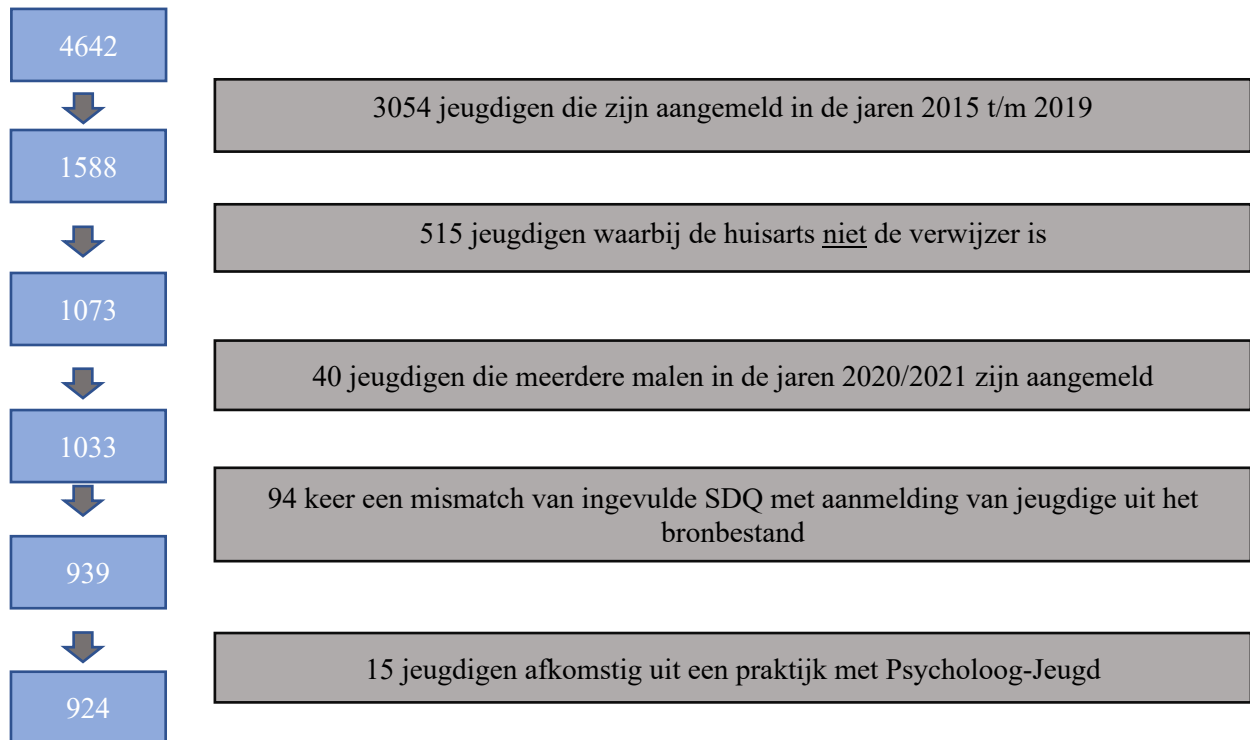 4642
3054 jeugdigen die zijn aangemeld in de jaren 2015 t/m 2019
1588
515 jeugdigen waarbij de huisarts niet de verwijzer is
1073
40 jeugdigen die meerdere malen in de jaren 2020/2021 zijn aangemeld
1033
94 keer een mismatch van ingevulde SDQ met aanmelding van jeugdige uit het
bronbestand
939
15 jeugdigen afkomstig uit een praktijk met Psycholoog-Jeugd
924